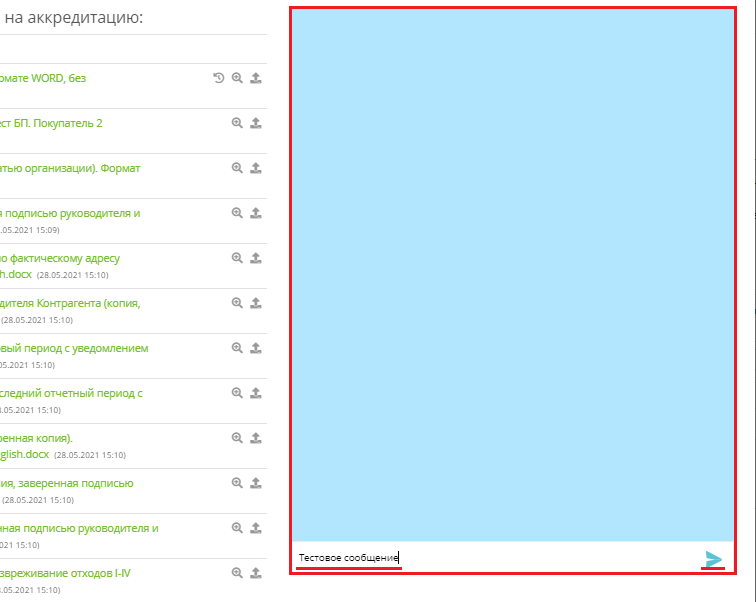 на аккредитацию:
рмате WORD, без
ст БП. Покупатель 2
тью организации). Формат
я подписью руководителя и
.05.2021 15:09)
о фактическому адресу
h.docx (28.05.2021 15:10)
дителя Контрагента (копия,
(28.05.2021 15:10)
вый период с уведомлением
05.2021 15:10)
следний отчетный период с
.05.2021 15:10)
ренная копия).
glish.docx (28.05.2021 15:10)
ия, заверенная подписью
(28.05.2021 15:10)
нная подписью руководителя и
021 15:10)
звреживание отходов I-IV
.05.2021 15:10)
Тестовое сообщение